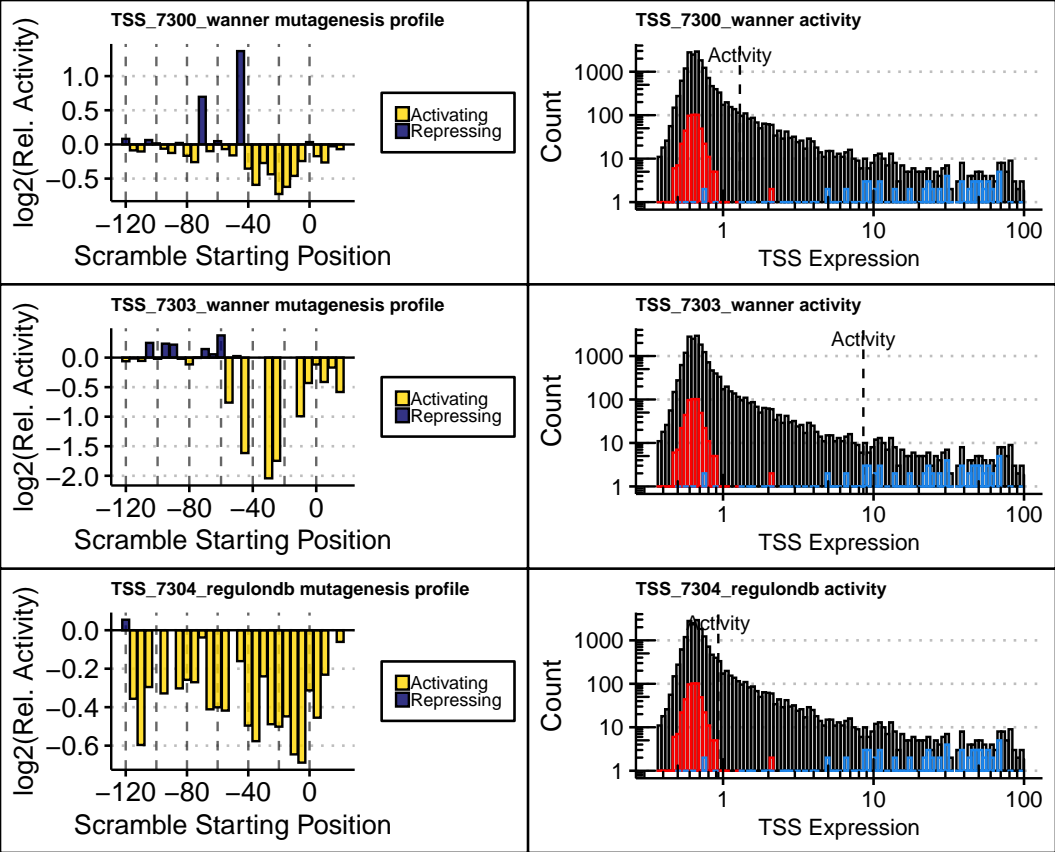 TSS_7300_wanner mutagenesis profile
log2(Rel. Activity)
1.0
0.5
0.0
−0.5
−120 −80 −40 0
Scramble Starting Position
Activating
Repressing
TSS_7300_wanner activity
Activity
Count
1000
100
10
1
1 10 100
TSS Expression
TSS_7303_wanner mutagenesis profile
log2(Rel. Activity)
0.0
−0.5
−1.0
−1.5
−2.0
−120 −80 −40 0
Scramble Starting Position
Activating
Repressing
TSS_7303_wanner activity
Activity
Count
1000
100
10
1
1 10 100
TSS Expression
TSS_7304_regulondb mutagenesis profile
log2(Rel. Activity)
0.0
−0.2
−0.4
−0.6
−120 −80 −40 0
Scramble Starting Position
Activating
Repressing
TSS_7304_regulondb activity
Activity
Count
1000
100
10
1
1 10 100
TSS Expression